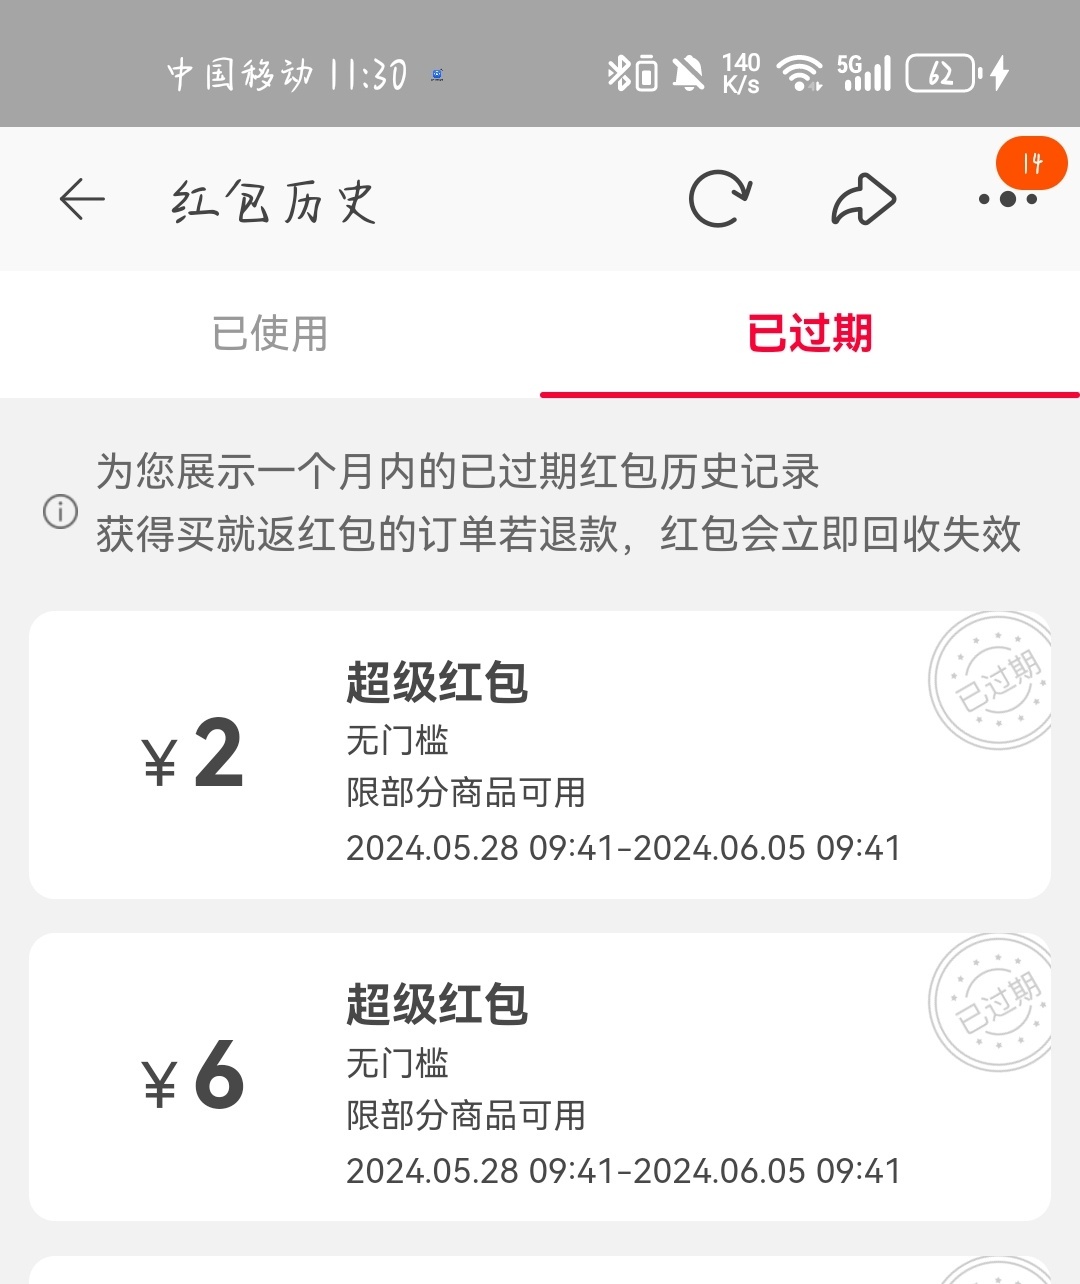 中国移动 11:30
140
K/s
5G
62
14
红包历史
已使用
已过期
为您展示一个月内的已过期红包历史记录
获得买就返红包的订单若退款，红包会立即回收失效
超级红包
已过期
¥2
无门槛
限部分商品可用
2024.05.28 09:41-2024.06.05 09:41
超级红包
已过期
¥6
无门槛
限部分商品可用
2024.05.28 09:41-2024.06.05 09:41